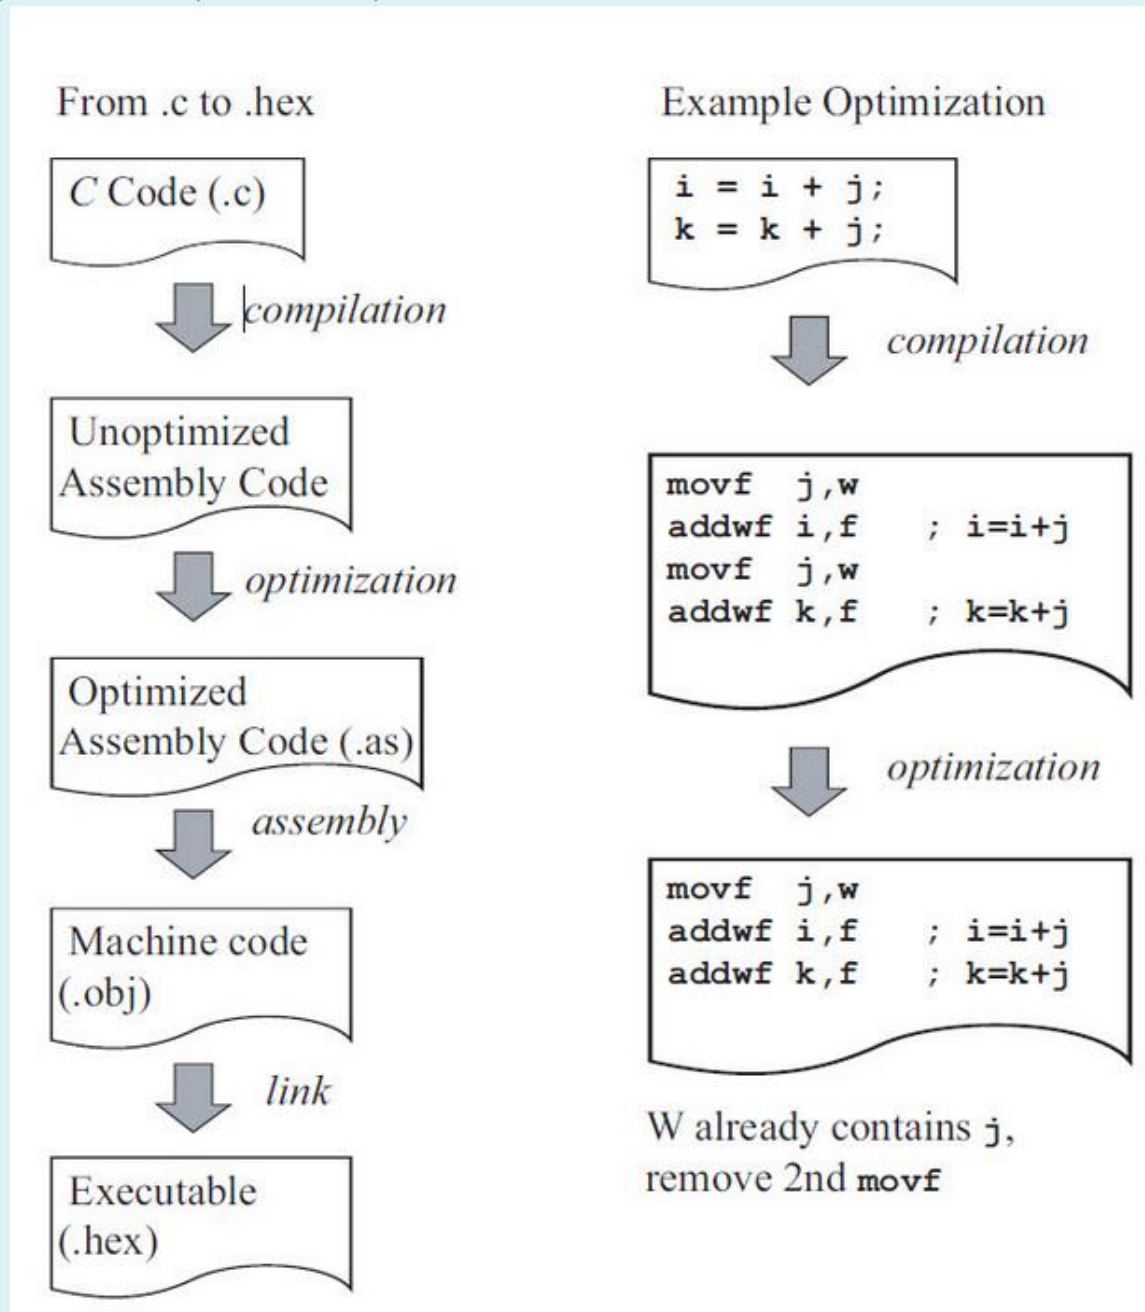 From .c to .hex
C Code (.c)
compilation
Unoptimized
Assembly Code
optimization
Optimized
Assembly Code (.as)
assembly
Machine code
(.obj)
link
Executable
(.hex)
Example Optimization
i = i + j;
k = k + j;
compilation
movf j,w
addwf i,f ; i=i+j
movf j,w
addwf k,f ; k=k+j
optimization
movf j,w
addwf i,f ; i=i+j
addwf k,f ; k=k+j
W already contains j,
remove 2nd movf